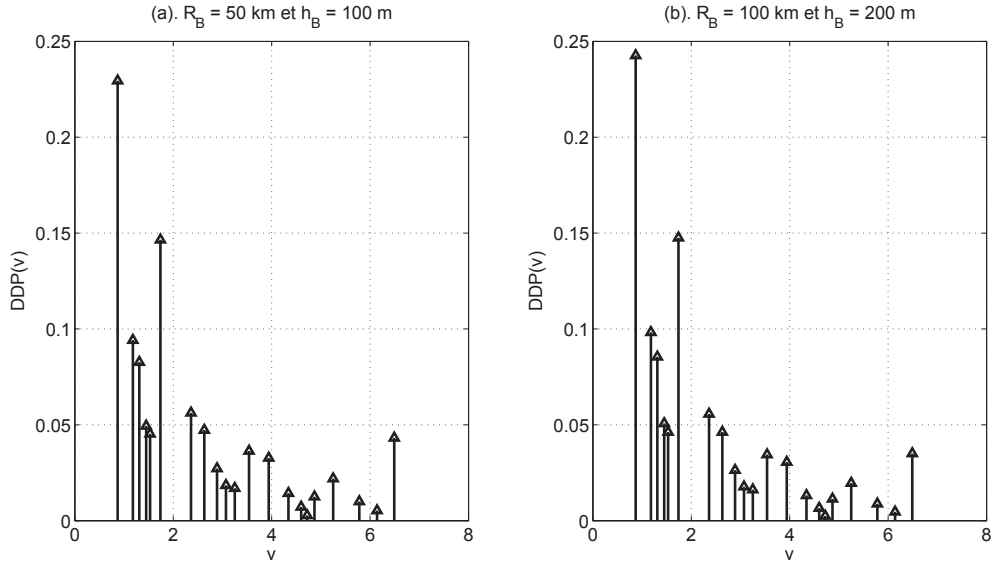 (a). R_B = 50 km et h_B = 100 m
0.25
0.2
0.15
0.1
0.05
0
DDP(v)
0 2 4 6 8
v
(b). R_B = 100 km et h_B = 200 m
0.25
0.2
0.15
0.1
0.05
0
DDP(v)
0 2 4 6 8
v